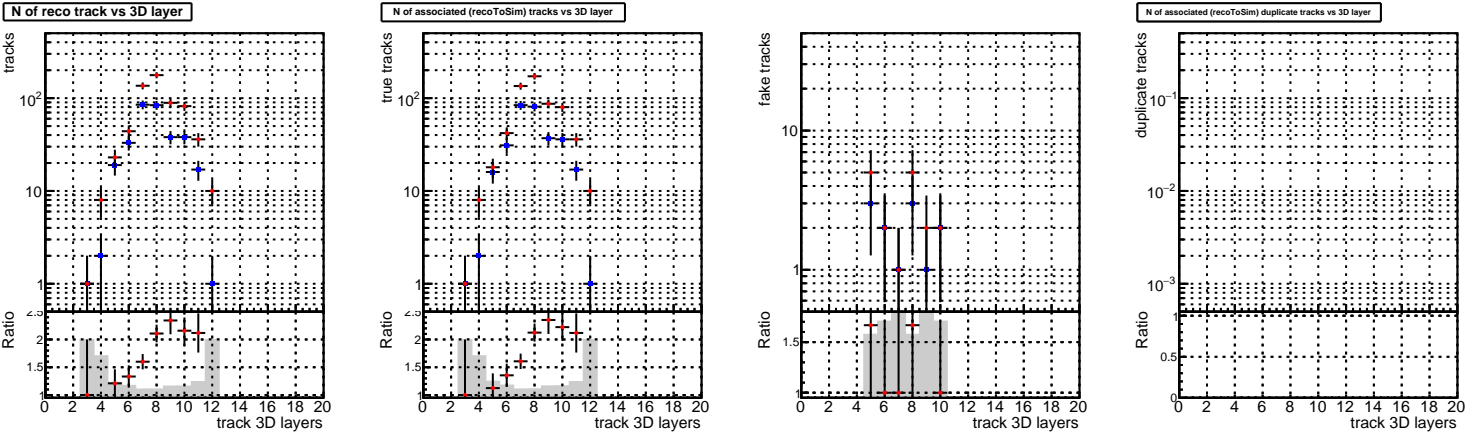 N of reco track vs 3D layer
tracks
10²
10
1
Ratio
2.5
2
1.5
1
0 2 4 6 8 10 12 14 16 18 20
track 3D layers
N of associated (recoToSim) tracks vs 3D layer
true tracks
10²
10
1
Ratio
2.5
2
1.5
1
0 2 4 6 8 10 12 14 16 18 20
track 3D layers
fake tracks
10
1
Ratio
1.5
1
0 2 4 6 8 10 12 14 16 18 20
track 3D layers
N of associated (recoToSim) duplicate tracks vs 3D layer
duplicate tracks
10⁻¹
10⁻²
10⁻³
Ratio
1
0.5
0
0 2 4 6 8 10 12 14 16 18 20
track 3D layers